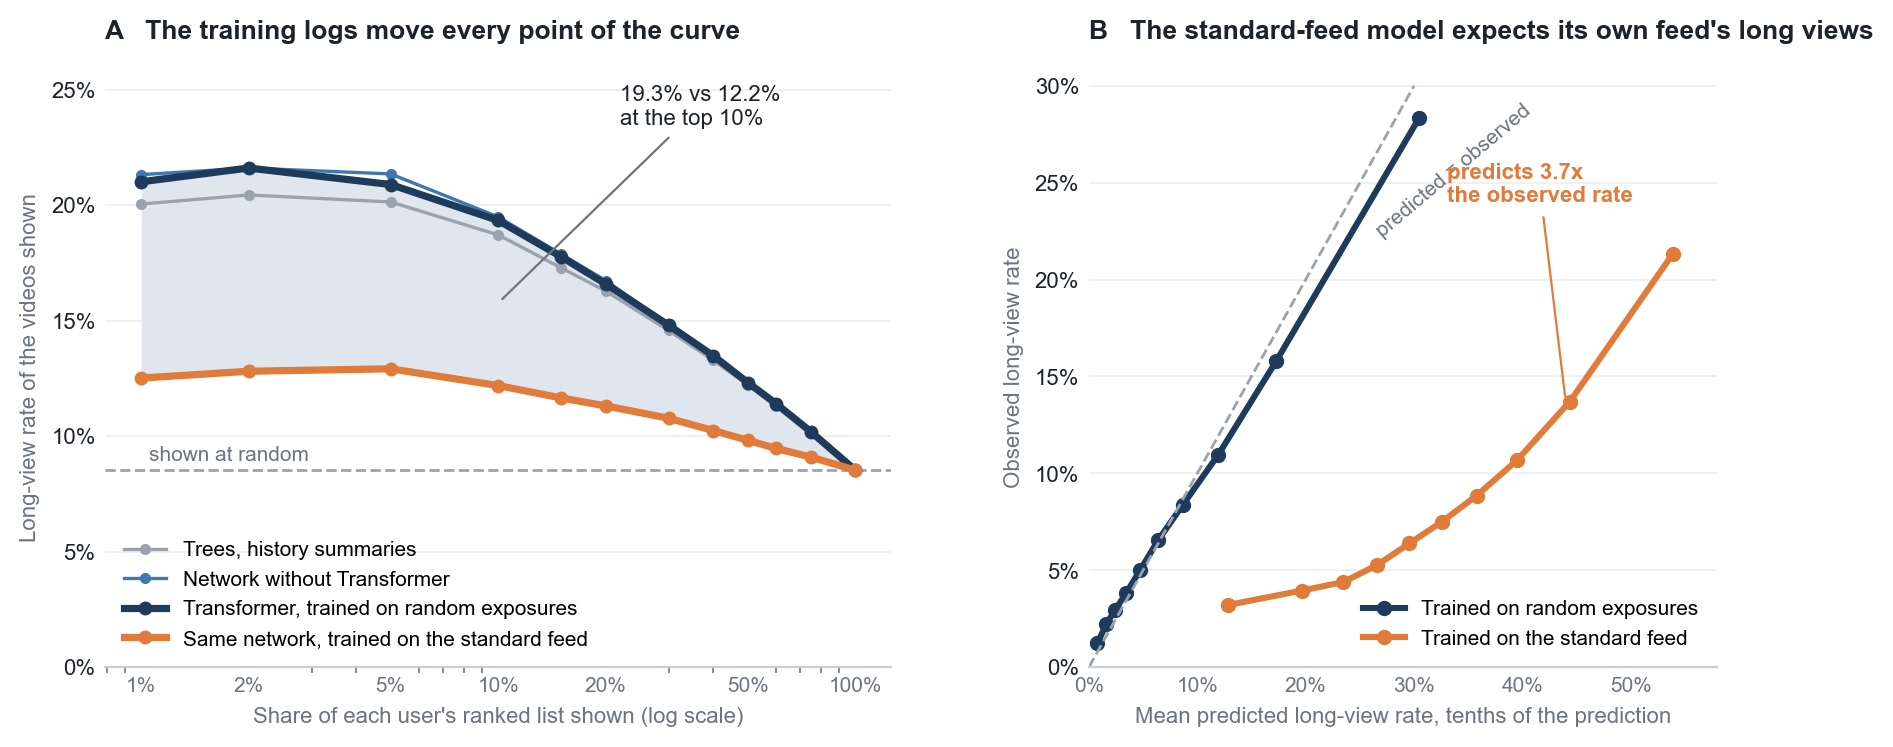 A The training logs move every point of the curve
25%
20%
15%
10%
5%
0%
Long-view rate of the videos shown
19.3% vs 12.2%
at the top 10%
shown at random
Trees, history summaries
Network without Transformer
Transformer, trained on random exposures
Same network, trained on the standard feed
1% 2% 5% 10% 20% 50% 100%
Share of each user's ranked list shown (log scale)
B The standard-feed model expects its own feed's long views
30%
25%
20%
15%
10%
5%
0%
Observed long-view rate
predicted = observed
predicts 3.7x
the observed rate
Trained on random exposures
Trained on the standard feed
0% 10% 20% 30% 40% 50%
Mean predicted long-view rate, tenths of the prediction